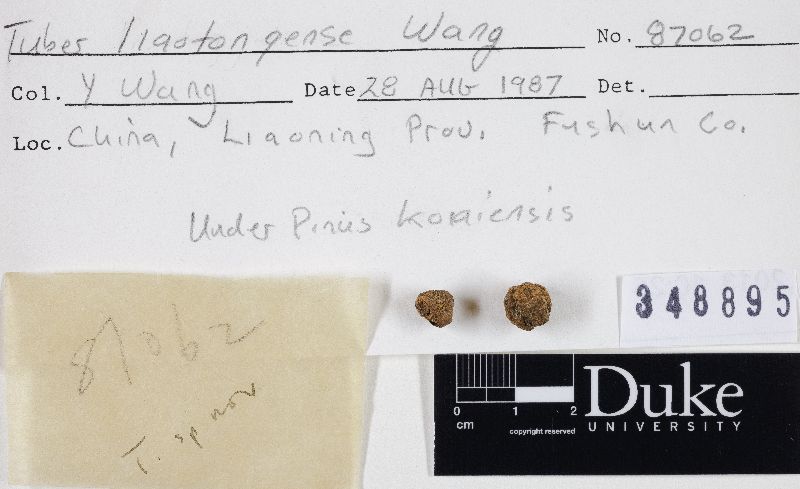 Tuber liaotongense Wang No. 87062
Col. Y Wang Date 28 AUG 1987 Det.
Loc. China, Liaoning Prov. Fushun Co.
Under Pinus koraiensis
348895
87062
T. sp nov
0 1 2
cm
copyright reserved
Duke
UNIVERSITY